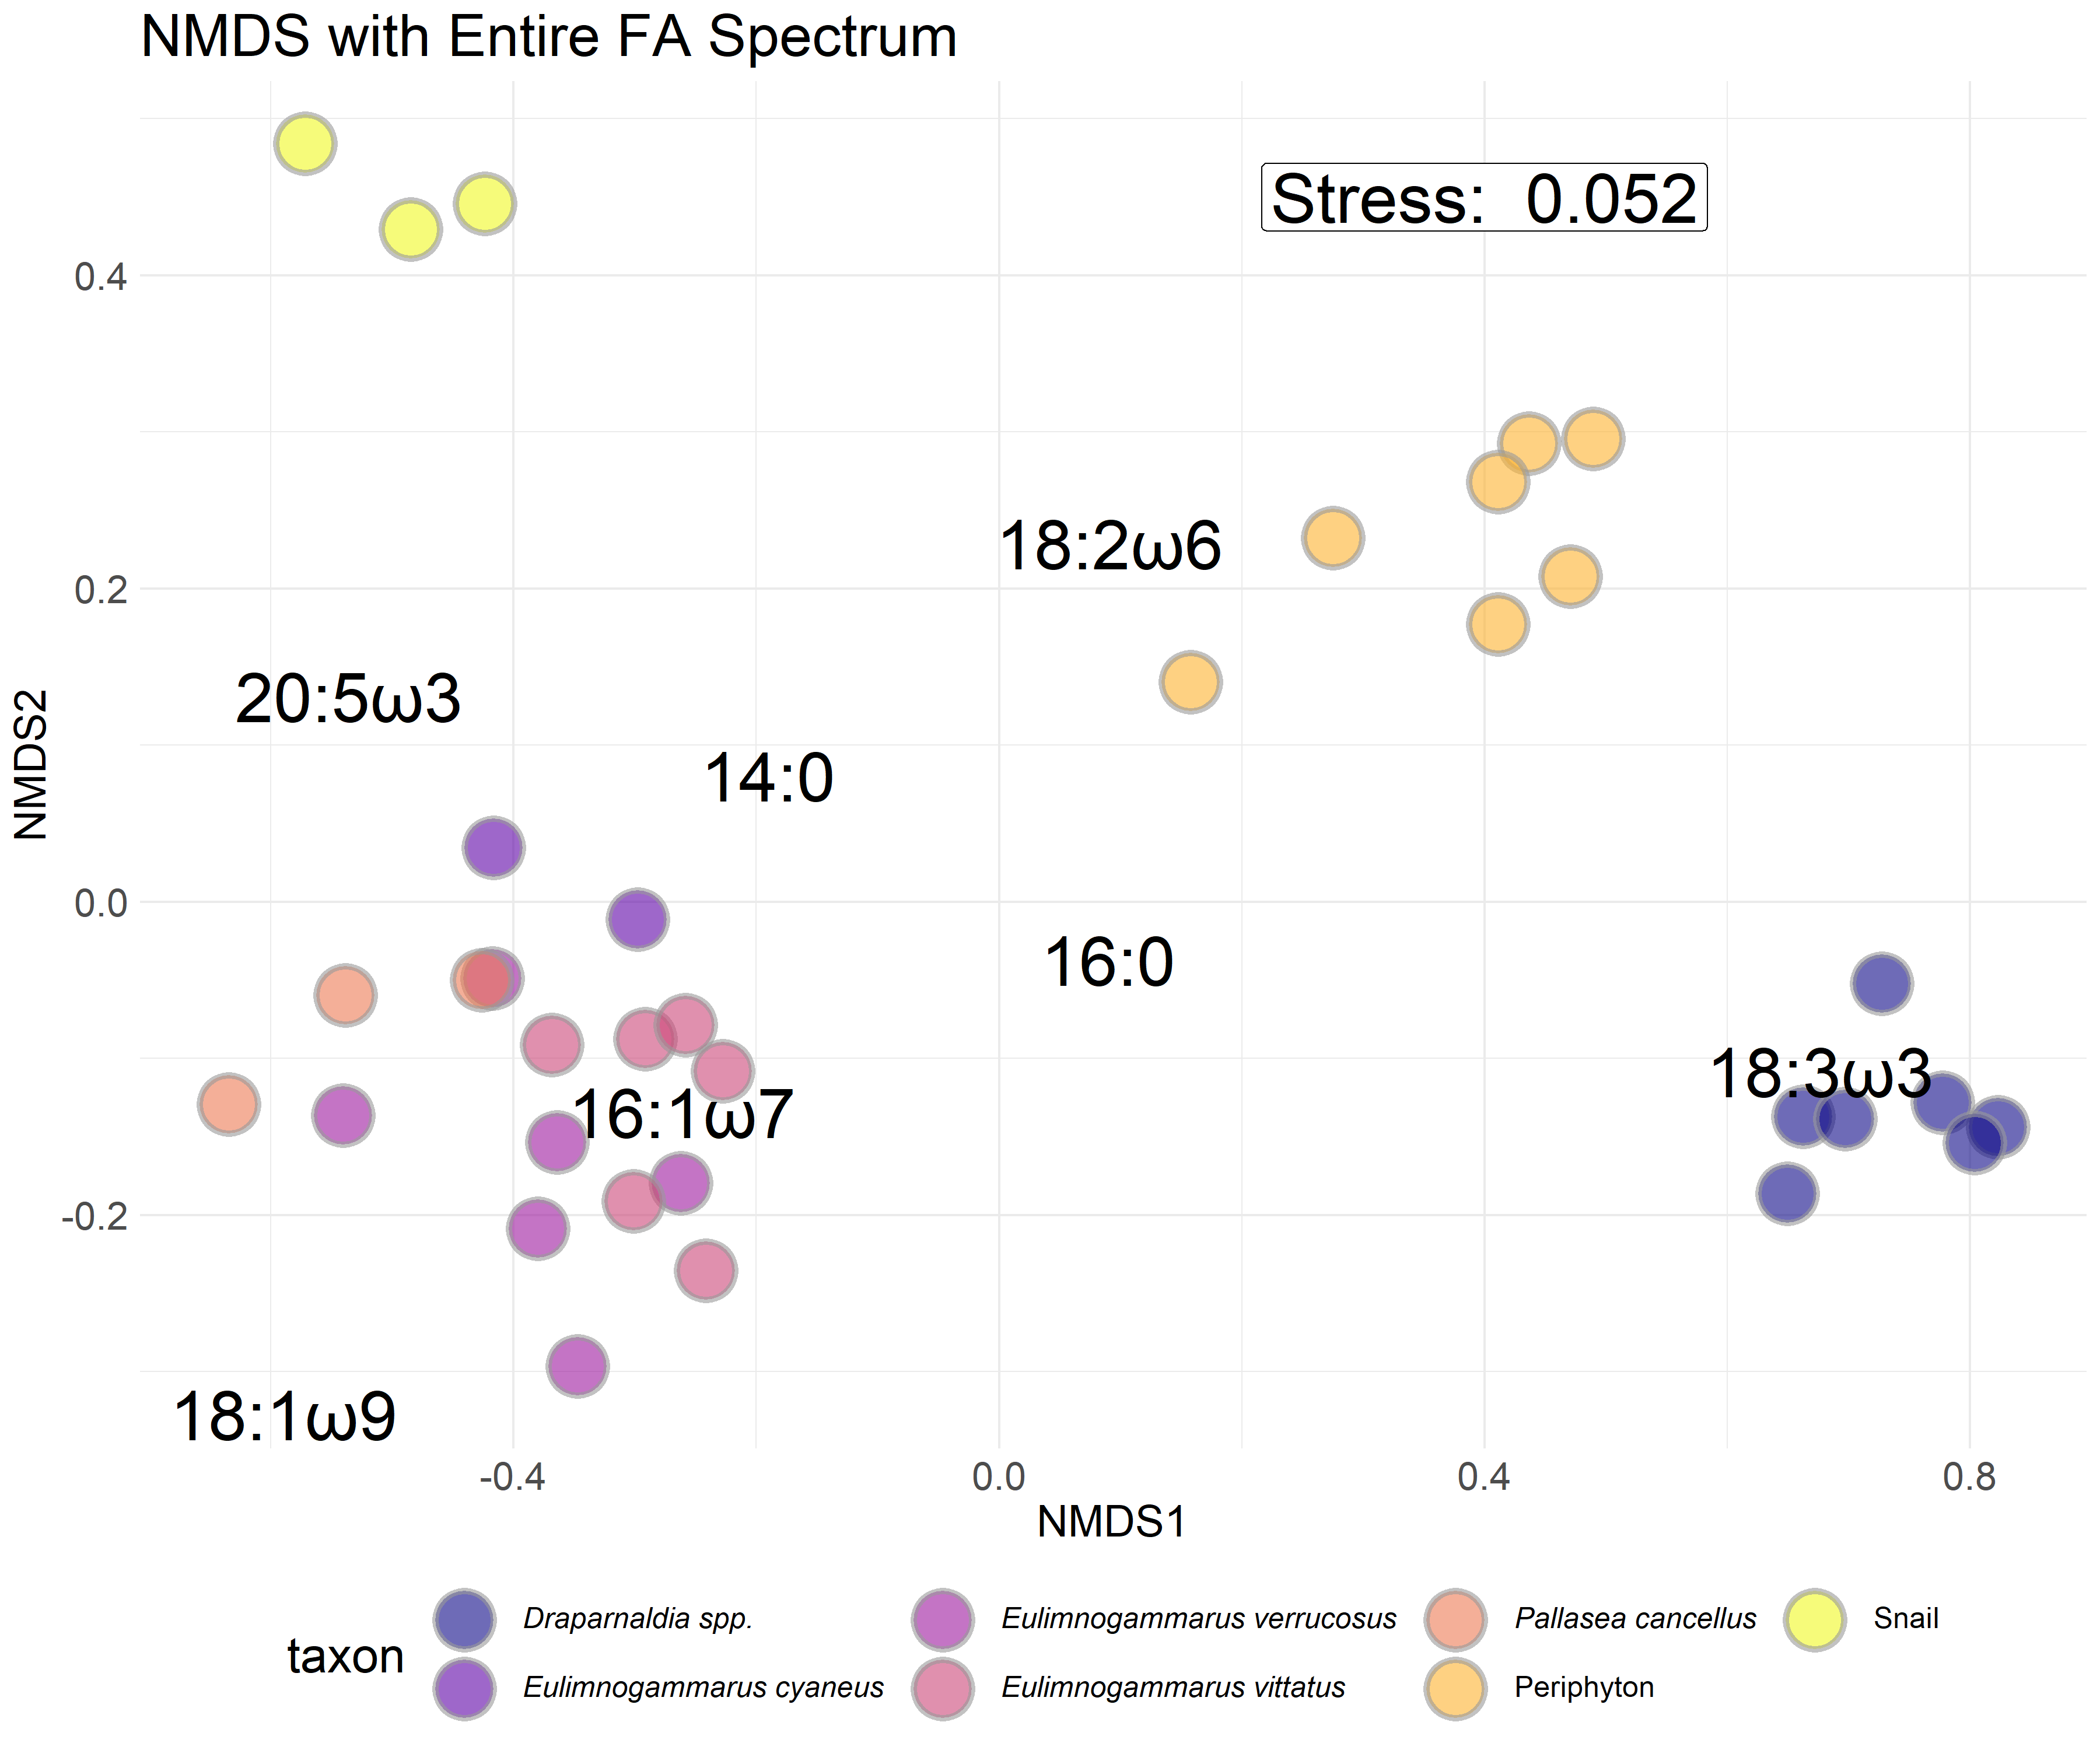 NMDS with Entire FA Spectrum
Stress: 0.052
0.4
18:2ω6
0.2
20:5ω3
14:0
NMDS2
0.0
16:0
18:3ω3
16:1ω7
-0.2
18:1ω9
-0.4 0.0 0.4 0.8
NMDS1
taxon
Draparnaldia spp. Eulimnogammarus verrucosus Pallasea cancellus Snail
Eulimnogammarus cyaneus Eulimnogammarus vittatus Periphyton